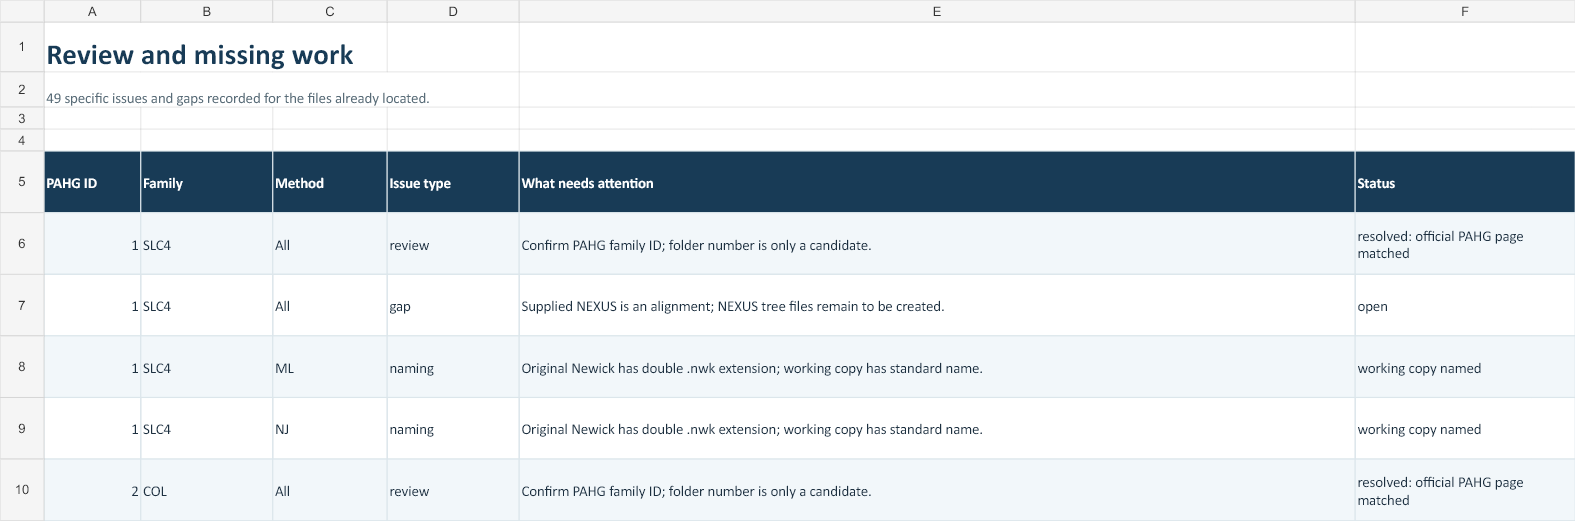 A B C D E F
1 Review and missing work
2 49 specific issues and gaps recorded for the files already located.
3
4
5 PAHG ID Family Method Issue type What needs attention Status
6 1 SLC4 All review Confirm PAHG family ID; folder number is only a candidate. resolved: official PAHG page
matched
7 1 SLC4 All gap Supplied NEXUS is an alignment; NEXUS tree files remain to be created. open
8 1 SLC4 ML naming Original Newick has double .nwk extension; working copy has standard name. working copy named
9 1 SLC4 NJ naming Original Newick has double .nwk extension; working copy has standard name. working copy named
10 2 COL All review Confirm PAHG family ID; folder number is only a candidate. resolved: official PAHG page
matched